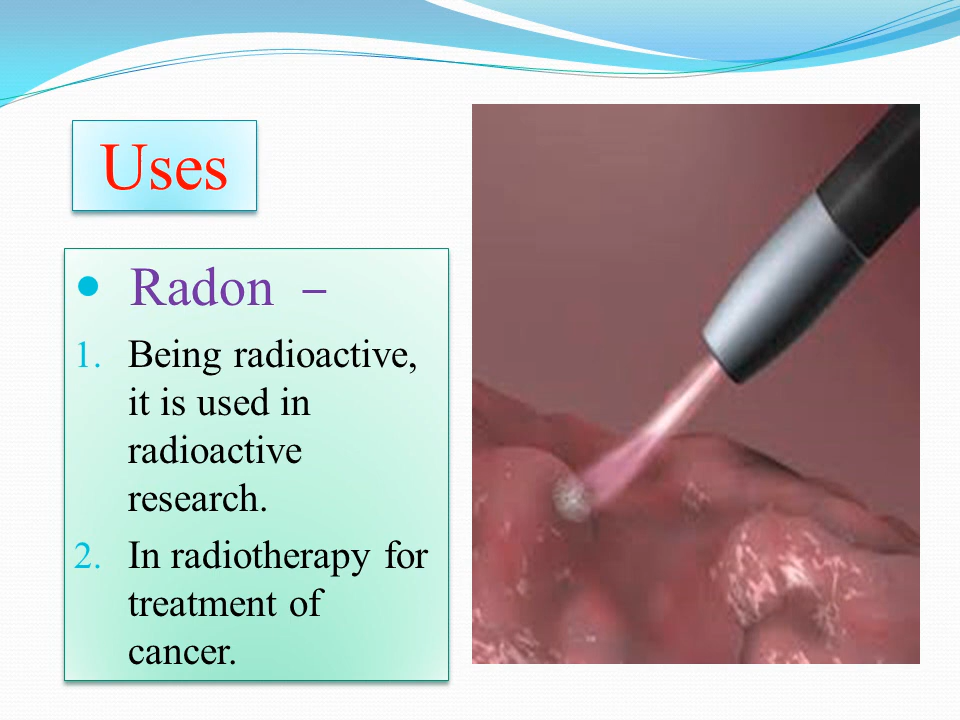 Uses
• Radon –
1. Being radioactive,
it is used in
radioactive
research.
2. In radiotherapy for
treatment of
cancer.